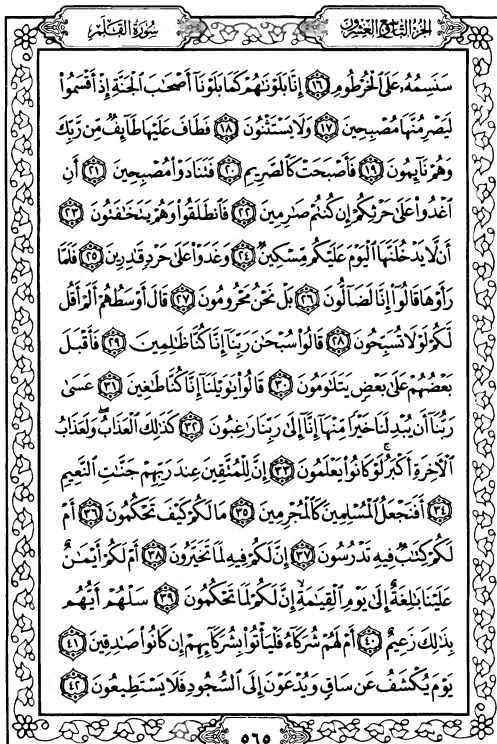 الجزء التاسع والعشرون
سورة القلم
سَنَسِمُهُۥ عَلَى ٱلْخُرْطُومِ ١٦ إِنَّا بَلَوْنَٰهُمْ كَمَا بَلَوْنَآ أَصْحَٰبَ ٱلْجَنَّةِ إِذْ أَقْسَمُوا۟
لَيَصْرِمُنَّهَا مُصْبِحِينَ ١٧ وَلَا يَسْتَثْنُونَ ١٨ فَطَافَ عَلَيْهَا طَآئِفٌ مِّن رَّبِّكَ
وَهُمْ نَآئِمُونَ ١٩ فَأَصْبَحَتْ كَٱلصَّرِيمِ ٢٠ فَتَنَادَوْا۟ مُصْبِحِينَ ٢١ أَنِ
ٱغْدُوا۟ عَلَىٰ حَرْثِكُمْ إِن كُنتُمْ صَٰرِمِينَ ٢٢ فَٱنطَلَقُوا۟ وَهُمْ يَتَخَٰفَتُونَ ٢٣
أَن لَّا يَدْخُلَنَّهَا ٱلْيَوْمَ عَلَيْكُم مِّسْكِينٌ ٢٤ وَغَدَوْا۟ عَلَىٰ حَرْدٍ قَٰدِرِينَ ٢٥ فَلَمَّا
رَأَوْهَا قَالُوٓا۟ إِنَّا لَضَآلُّونَ ٢٦ بَلْ نَحْنُ مَحْرُومُونَ ٢٧ قَالَ أَوْسَطُهُمْ أَلَمْ أَقُل
لَّكُمْ لَوْلَا تُسَبِّحُونَ ٢٨ قَالُوا۟ سُبْحَٰنَ رَبِّنَآ إِنَّا كُنَّا ظَٰلِمِينَ ٢٩ فَأَقْبَلَ
بَعْضُهُمْ عَلَىٰ بَعْضٍ يَتَلَٰوَمُونَ ٣٠ قَالُوا۟ يَٰوَيْلَنَآ إِنَّا كُنَّا طَٰغِينَ ٣١ عَسَىٰ
رَبُّنَآ أَن يُبْدِلَنَا خَيْرًا مِّنْهَآ إِنَّآ إِلَىٰ رَبِّنَا رَٰغِبُونَ ٣٢ كَذَٰلِكَ ٱلْعَذَابُ ۖ وَلَعَذَابُ
ٱلْءَاخِرَةِ أَكْبَرُ ۚ لَوْ كَانُوا۟ يَعْلَمُونَ ٣٣ إِنَّ لِلْمُتَّقِينَ عِندَ رَبِّهِمْ جَنَّٰتِ ٱلنَّعِيمِ
٣٤ أَفَنَجْعَلُ ٱلْمُسْلِمِينَ كَٱلْمُجْرِمِينَ ٣٥ مَا لَكُمْ كَيْفَ تَحْكُمُونَ ٣٦ أَمْ
لَكُمْ كِتَٰبٌ فِيهِ تَدْرُسُونَ ٣٧ إِنَّ لَكُمْ فِيهِ لَمَا تَخَيَّرُونَ ٣٨ أَمْ لَكُمْ أَيْمَٰنٌ
عَلَيْنَا بَٰلِغَةٌ إِلَىٰ يَوْمِ ٱلْقِيَٰمَةِ ۙ إِنَّ لَكُمْ لَمَا تَحْكُمُونَ ٣٩ سَلْهُمْ أَيُّهُم
بِذَٰلِكَ زَعِيمٌ ٤٠ أَمْ لَهُمْ شُرَكَآءُ فَلْيَأْتُوا۟ بِشُرَكَآئِهِمْ إِن كَانُوا۟ صَٰدِقِينَ ٤١
يَوْمَ يُكْشَفُ عَن سَاقٍ وَيُدْعَوْنَ إِلَى ٱلسُّجُودِ فَلَا يَسْتَطِيعُونَ ٤٢
٥٦٥